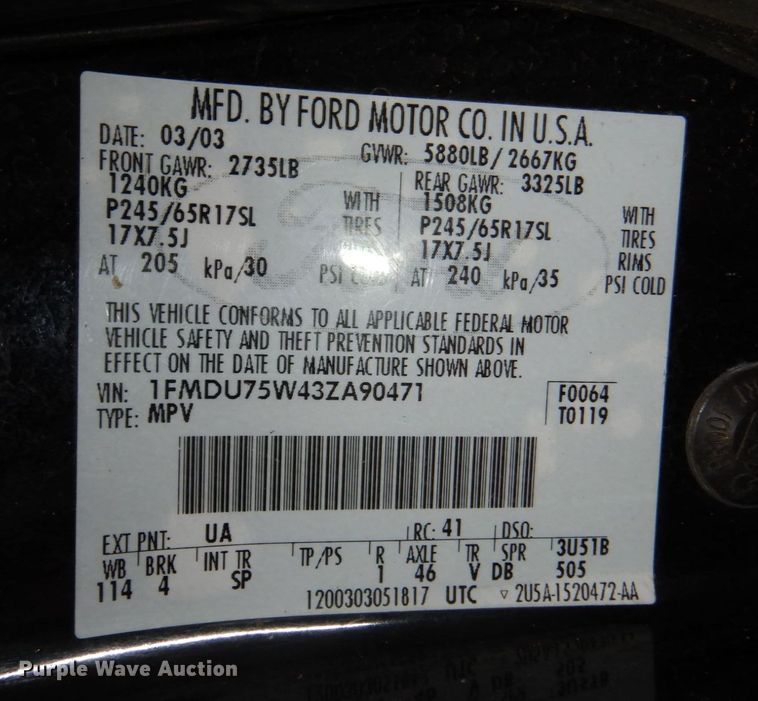 MFD. BY FORD MOTOR CO. IN U.S.A.
DATE: 03/03 GVWR: 5880LB/ 2667KG
FRONT GAWR: 2735LB REAR GAWR: 3325LB
1240KG WITH 1508KG WITH
P245/65R17SL TIRES P245/65R17SL TIRES
17X7.5J 17X7.5J RIMS
AT 205 kPa/30 PSI COLD AT 240 kPa/35 PSI COLD
THIS VEHICLE CONFORMS TO ALL APPLICABLE FEDERAL MOTOR
VEHICLE SAFETY AND THEFT PREVENTION STANDARDS IN
EFFECT ON THE DATE OF MANUFACTURE SHOWN ABOVE.
VIN: 1FMDU75W43ZA90471 F0064
TYPE: MPV T0119
EXT PNT: UA RC: 41 DSO:
WB BRK INT TR TP/PS R AXLE TR SPR 3U51B
114 4 SP 1 46 V DB 505
1200303051817 UTC ▽ 2U5A-1520472-AA
Purple Wave Auction